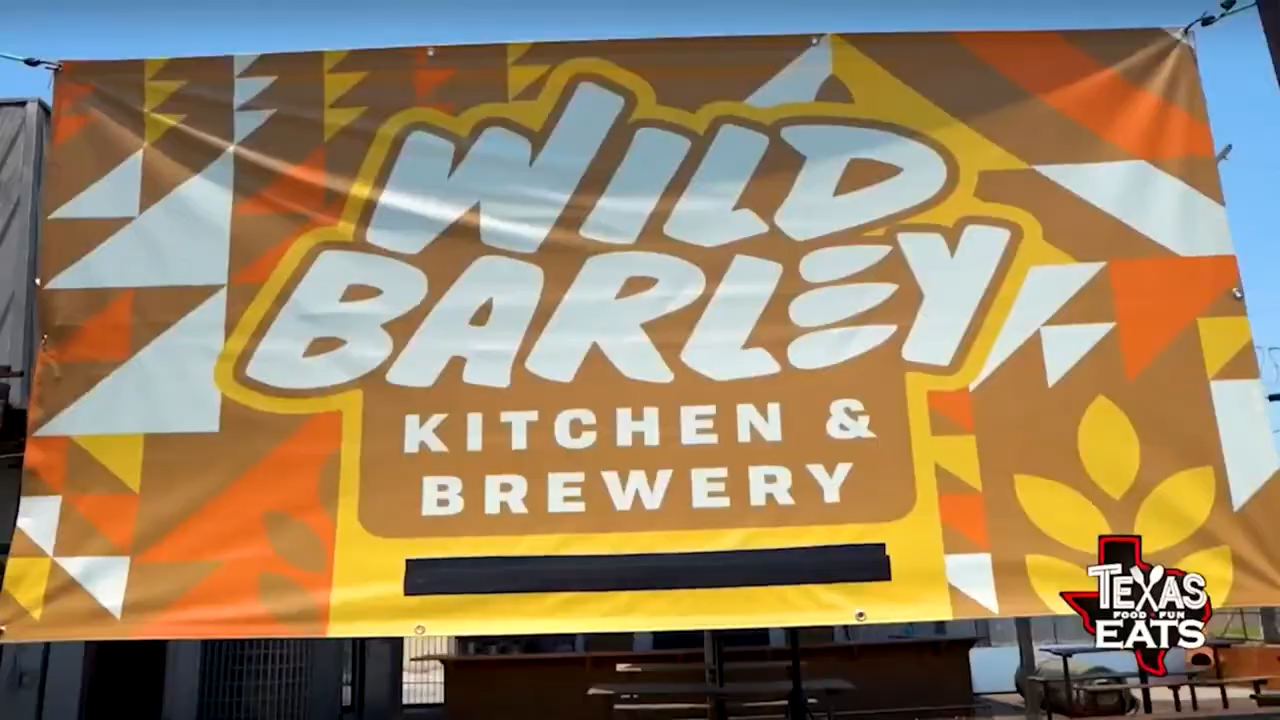 WILD
BARLEY
KITCHEN &
BREWERY
TEXAS
FOOD FUN
EATS